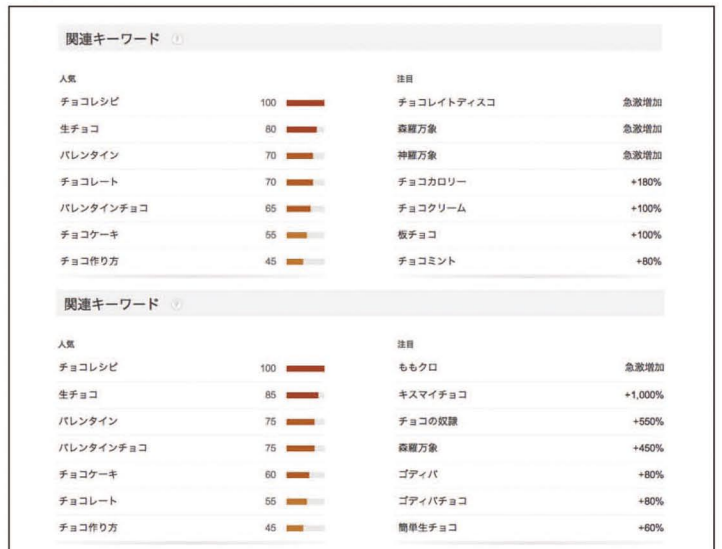 関連キーワード ?
人気 注目
チョコレシピ 100 チョコレイトディスコ 急激増加
生チョコ 80 森羅万象 急激増加
バレンタイン 70 神羅万象 急激増加
チョコレート 70 チョコカロリー +180%
バレンタインチョコ 65 チョコクリーム +100%
チョコケーキ 55 板チョコ +100%
チョコ作り方 45 チョコミント +80%
関連キーワード ?
人気 注目
チョコレシピ 100 ももクロ 急激増加
生チョコ 85 キスマイチョコ +1,000%
バレンタイン 75 チョコの奴隷 +550%
バレンタインチョコ 75 森羅万象 +450%
チョコケーキ 60 ゴディバ +80%
チョコレート 55 ゴディバチョコ +80%
チョコ作り方 45 簡単生チョコ +60%